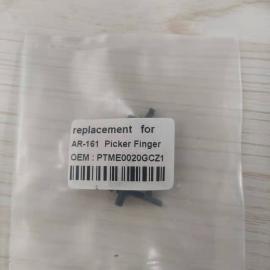 replacement for
AR-161 Picker Finger
OEM : PTME0020GCZ1